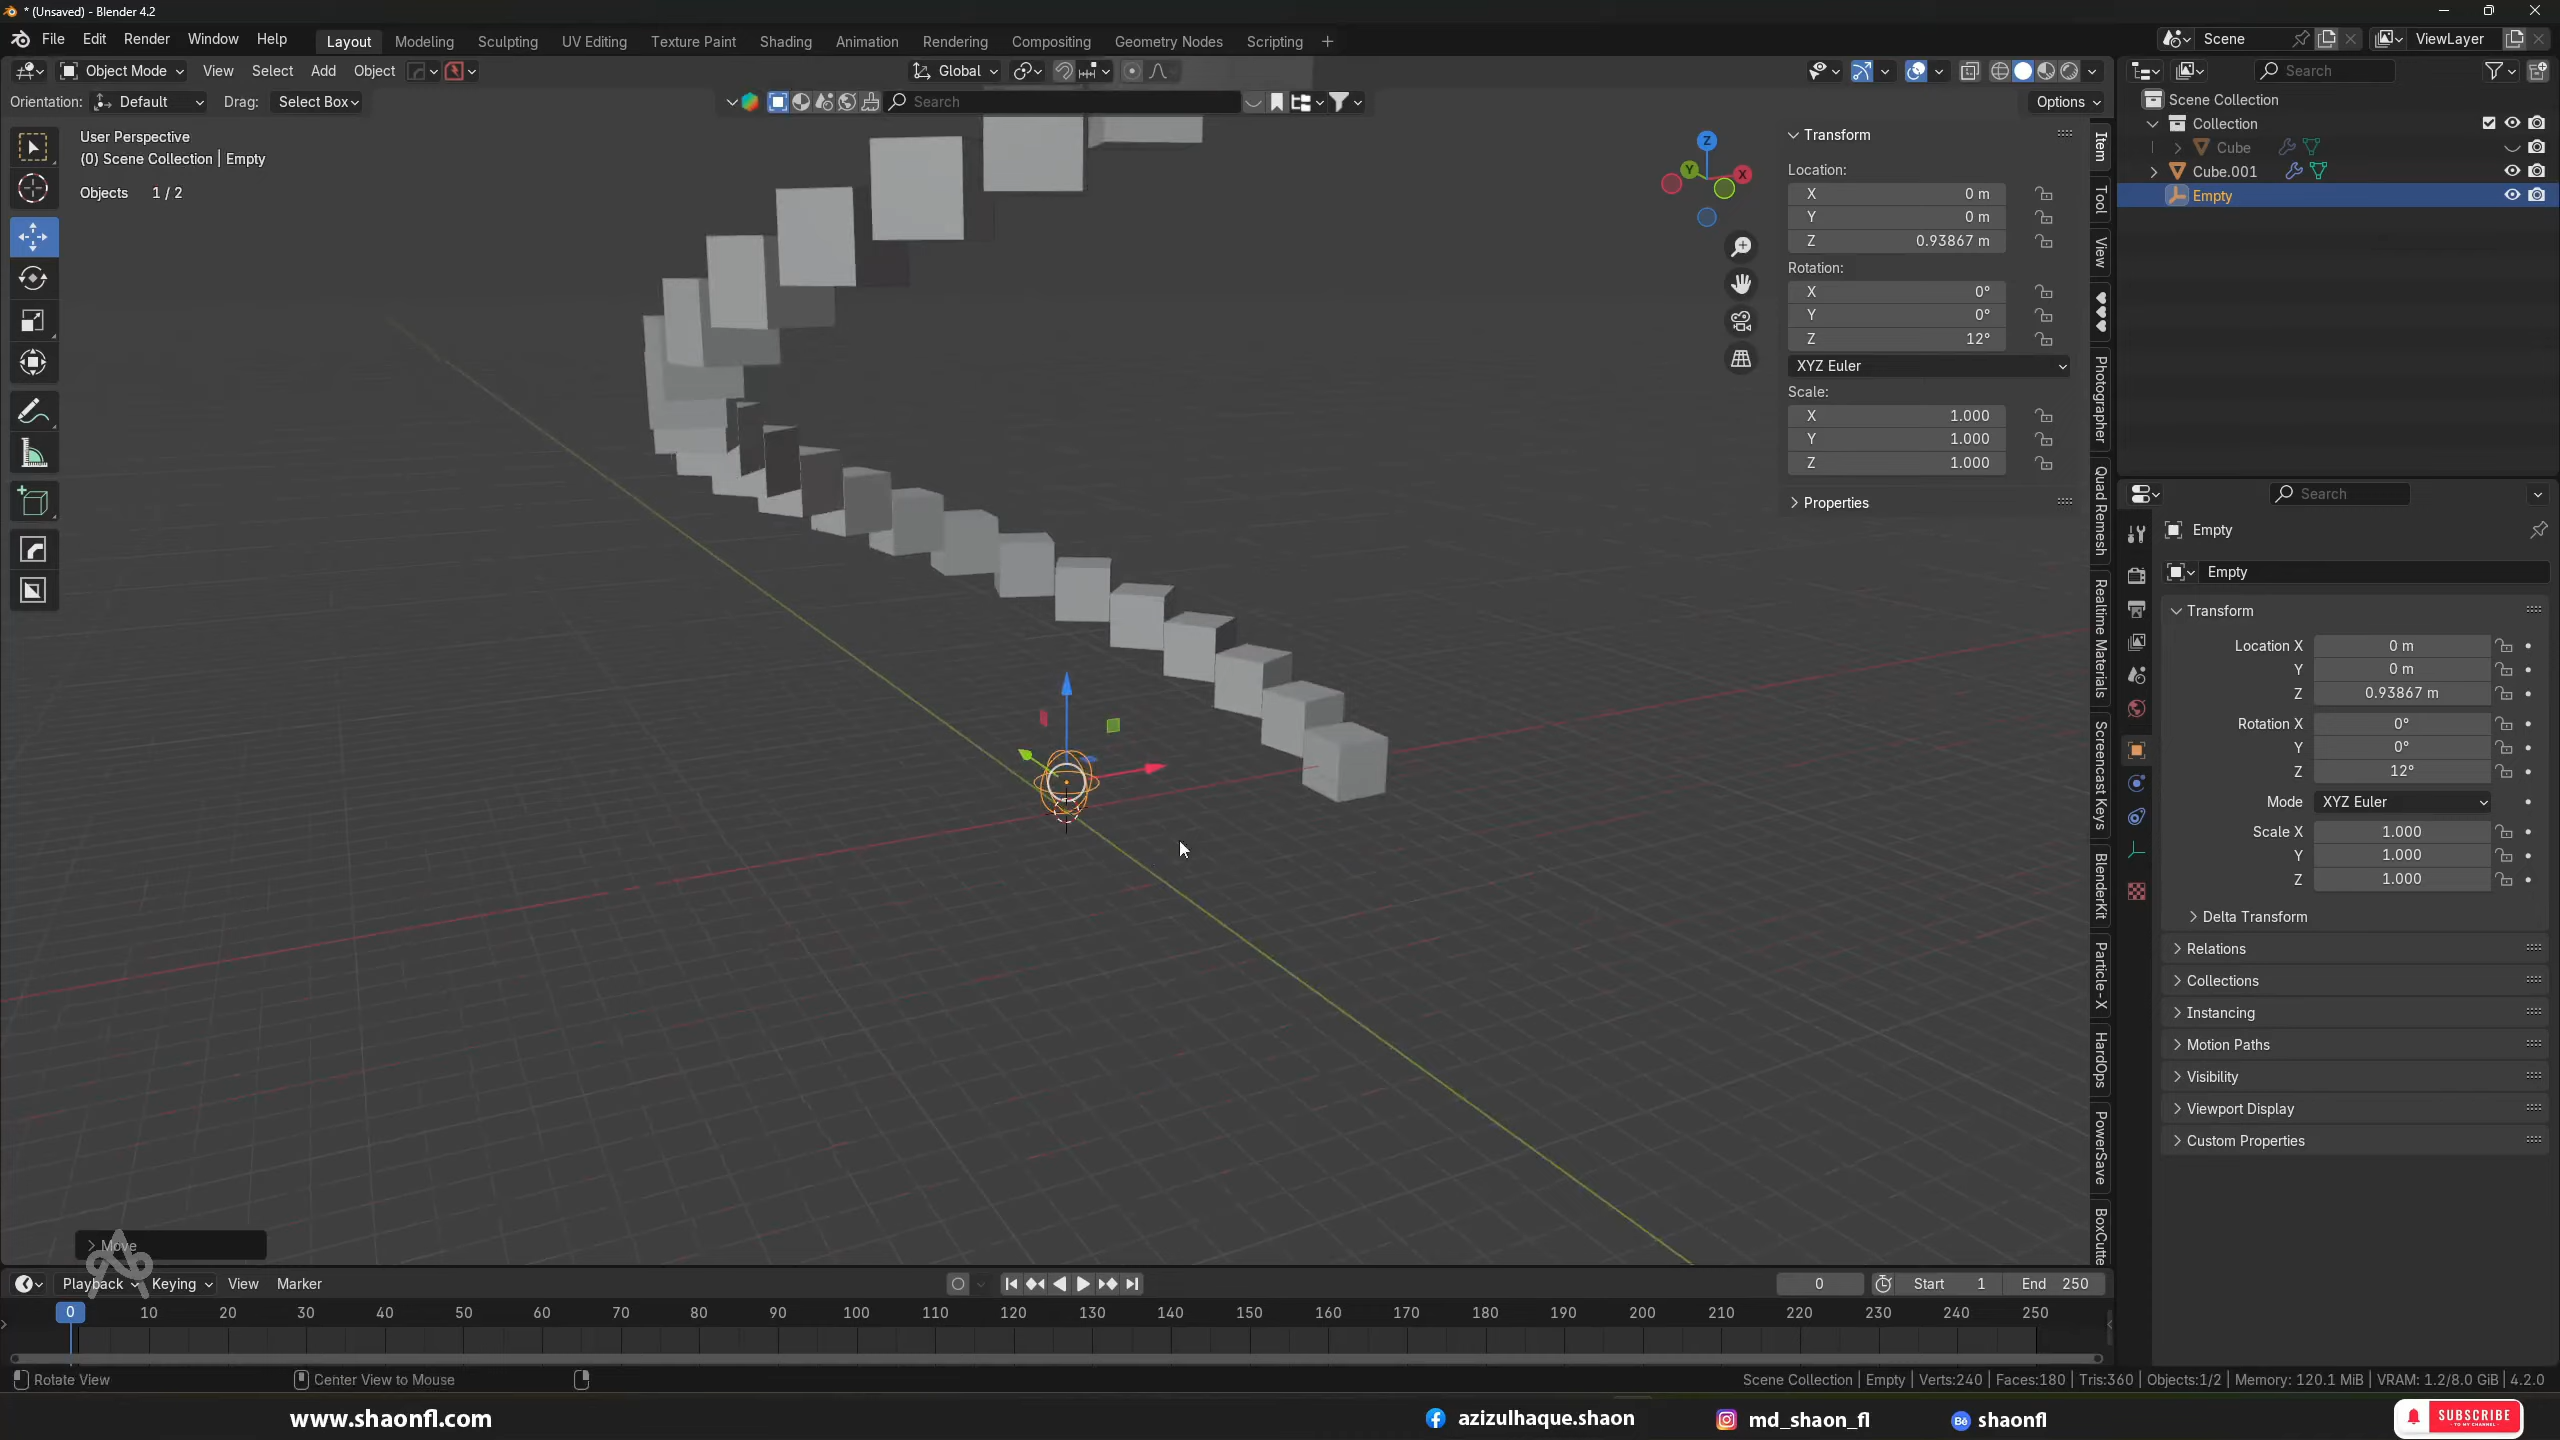 * (Unsaved) - Blender 4.2
File Edit Render Window Help Layout Modeling Sculpting UV Editing Texture Paint Shading Animation Rendering Compositing Geometry Nodes Scripting + Scene ViewLayer
Object Mode View Select Add Object Global Search
Orientation: Default Drag: Select Box Search Options
User Perspective
(0) Scene Collection | Empty
Objects 1 / 2
Z
Y
X
Transform
Location:
X 0 m
Y 0 m
Z 0.93867 m
Rotation:
X 0°
Y 0°
Z 12°
XYZ Euler
Scale:
X 1.000
Y 1.000
Z 1.000
Properties
Item
Tool
View
Photographer
Quad Remesh
Realtime Materials
Screencast Keys
BlenderKit
Particle-X
HardOps
PowerSave
BoxCutte
Scene Collection
Collection
Cube
Cube.001
Empty
Search
Empty
Empty
Transform
Location X 0 m
Y 0 m
Z 0.93867 m
Rotation X 0°
Y 0°
Z 12°
Mode XYZ Euler
Scale X 1.000
Y 1.000
Z 1.000
Delta Transform
Relations
Collections
Instancing
Motion Paths
Visibility
Viewport Display
Custom Properties
Move
Playback Keying View Marker 0 Start 1 End 250
0 10 20 30 40 50 60 70 80 90 100 110 120 130 140 150 160 170 180 190 200 210 220 230 240 250
Rotate View Center View to Mouse Scene Collection | Empty | Verts:240 | Faces:180 | Tris:360 | Objects:1/2 | Memory: 120.1 MiB | VRAM: 1.2/8.0 GiB | 4.2.0
www.shaonfl.com azizulhaque.shaon md_shaon_fl Bē shaonfl SUBSCRIBE